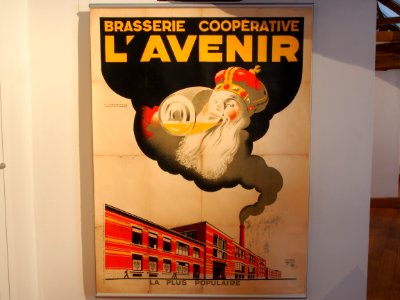 BRASSERIE COOPÉRATIVE
L'AVENIR
LA PLUS POPULAIRE